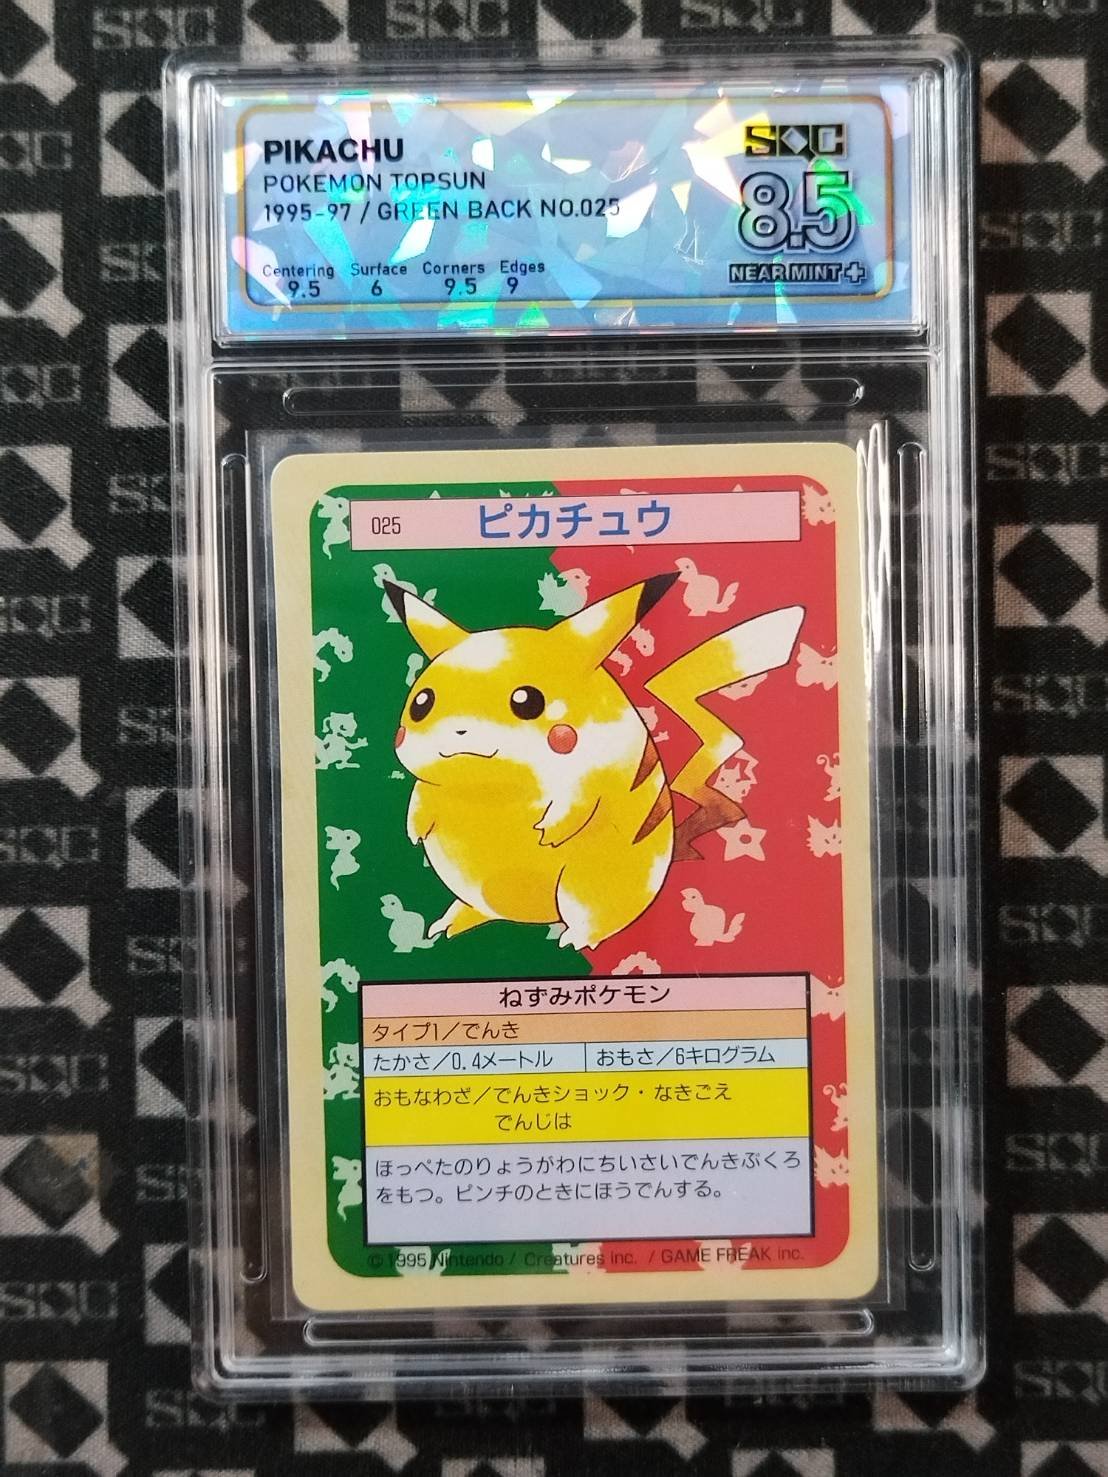 PIKACHU
POKEMON TOPSUN
1995-97 / GREEN BACK NO.025
Centering Surface Corners Edges
9.5 6 9.5 9
SQC
8.5
NEAR MINT +
025 ピカチュウ
ねずみポケモン
タイプ1/でんき
たかさ/0.4メートル おもさ/6キログラム
おもなわざ/でんきショック・なきごえ
でんじは
ほっぺたのりょうがわにちいさいでんきぶくろ
をもつ。ピンチのときにほうでんする。
© 1995 Nintendo / Creatures inc. / GAME FREAK inc.